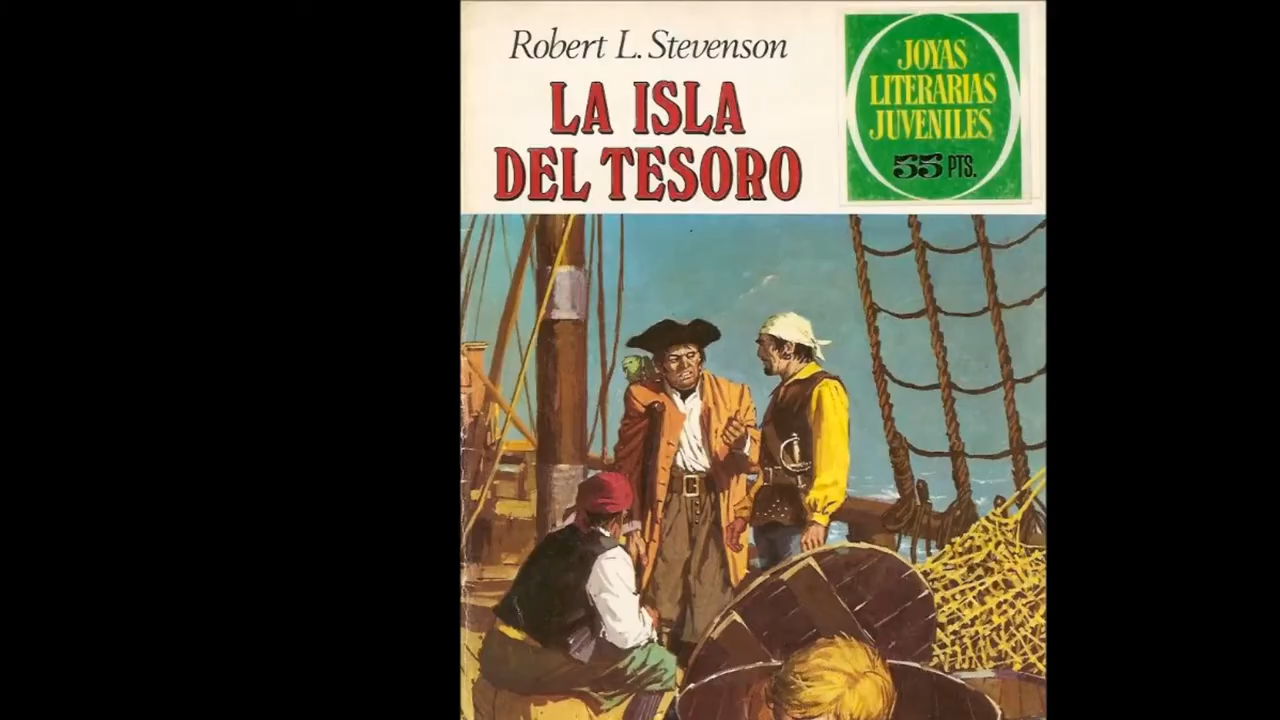 Robert L. Stevenson
LA ISLA
DEL TESORO
JOYAS
LITERARIAS
JUVENILES
55 PTS.